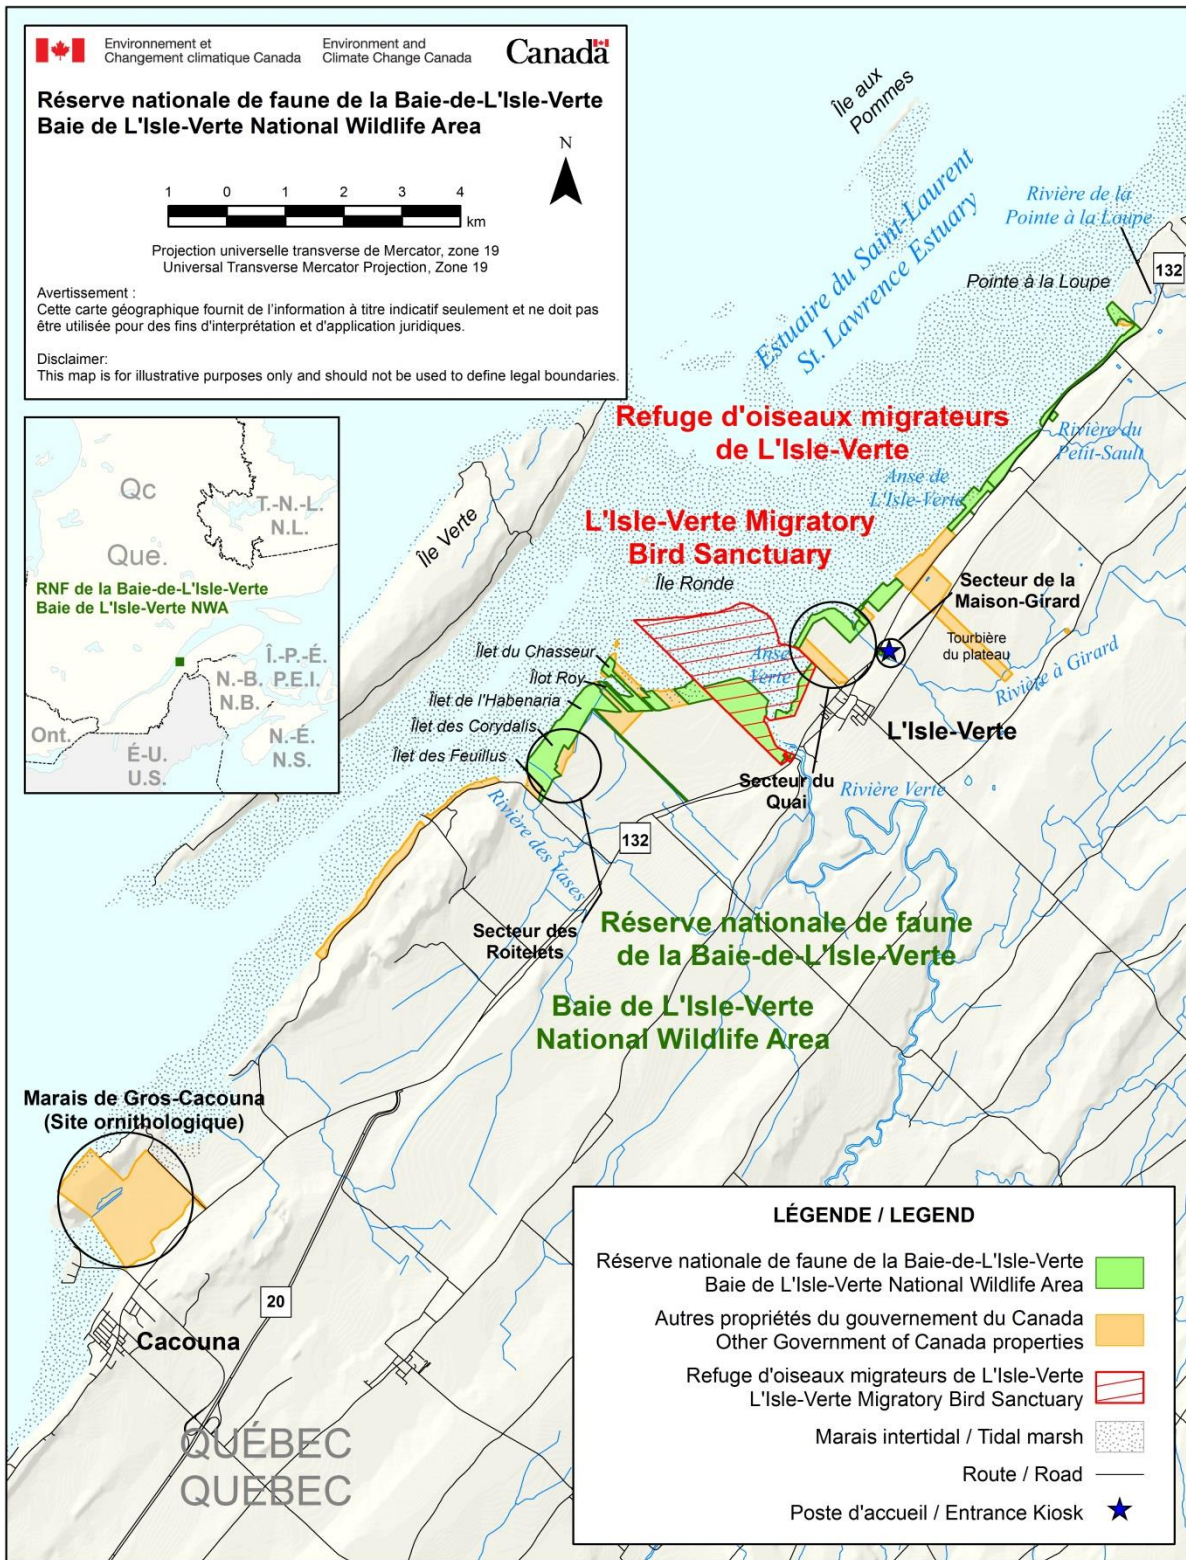 Environnement et
Changement climatique Canada
Environment and
Climate Change Canada
Canada
Réserve nationale de faune de la Baie-de-L'Isle-Verte
Baie de L'Isle-Verte National Wildlife Area
N
1 0 1 2 3 4
km
Projection universelle transverse de Mercator, zone 19
Universal Transverse Mercator Projection, Zone 19
Avertissement :
Cette carte géographique fournit de l'information à titre indicatif seulement et ne doit pas
être utilisée pour des fins d'interprétation et d'application juridiques.
Disclaimer:
This map is for illustrative purposes only and should not be used to define legal boundaries.
Île aux
Pommes
Estuaire du Saint-Laurent
St. Lawrence Estuary
Rivière de la
Pointe à la Loupe
132
Pointe à la Loupe
Qc
Que.
T.-N.-L.
N.L.
RNF de la Baie-de-L'Isle-Verte
Baie de L'Isle-Verte NWA
Î.-P.-É.
P.E.I.
N.-B.
N.B.
Ont.
É-U.
U.S.
N.-É.
N.S.
Refuge d'oiseaux migrateurs
de L'Isle-Verte
Rivière du
Petit-Sault
Anse de
L'Isle-Verte
L'Isle-Verte Migratory
Bird Sanctuary
Île Verte
Île Ronde
Secteur de la
Maison-Girard
Tourbière
du plateau
Rivière à Girard
Anse
Verte
Îlet du Chasseur
Îlot Roy
Îlet de l'Habenaria
Îlet des Corydalis
Îlet des Feuillus
L'Isle-Verte
Secteur du
Quai
Rivière Verte
Rivière des Vases
132
Secteur des
Roitelets
Réserve nationale de faune
de la Baie-de-L'Isle-Verte
Baie de L'Isle-Verte
National Wildlife Area
Marais de Gros-Cacouna
(Site ornithologique)
20
Cacouna
QUÉBEC
QUEBEC
LÉGENDE / LEGEND
Réserve nationale de faune de la Baie-de-L'Isle-Verte
Baie de L'Isle-Verte National Wildlife Area
Autres propriétés du gouvernement du Canada
Other Government of Canada properties
Refuge d'oiseaux migrateurs de L'Isle-Verte
L'Isle-Verte Migratory Bird Sanctuary
Marais intertidal / Tidal marsh
Route / Road
Poste d'accueil / Entrance Kiosk